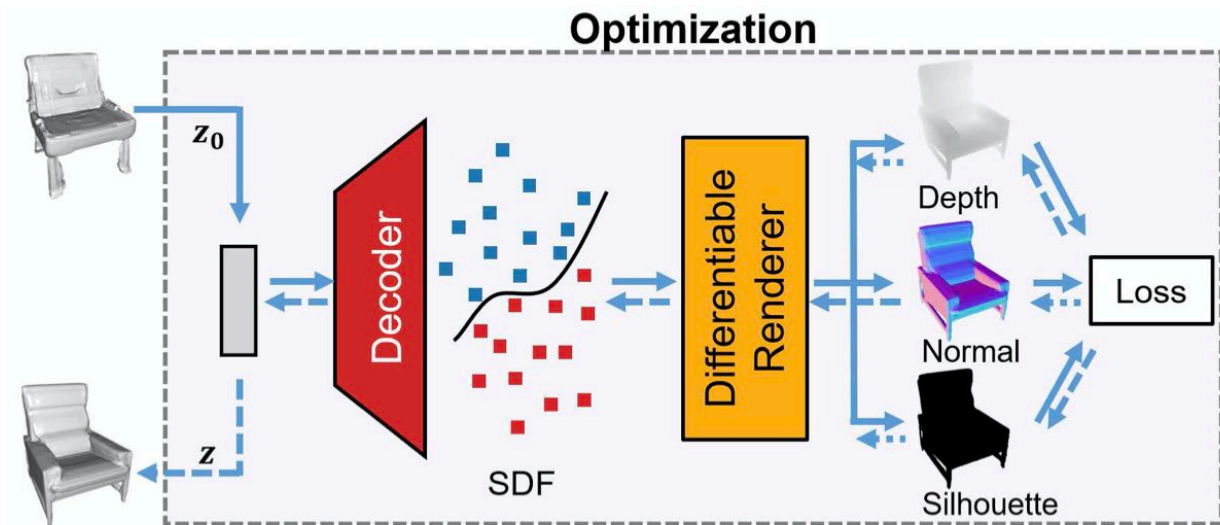 Optimization
z₀
Decoder
SDF
Differentiable
Renderer
Depth
Normal
Silhouette
Loss
z